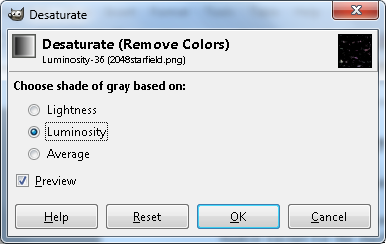 Desaturate
Desaturate (Remove Colors)
Luminosity-36 (2048starfield.png)
Choose shade of gray based on:
Lightness
Luminosity
Average
Preview
Help
Reset
OK
Cancel